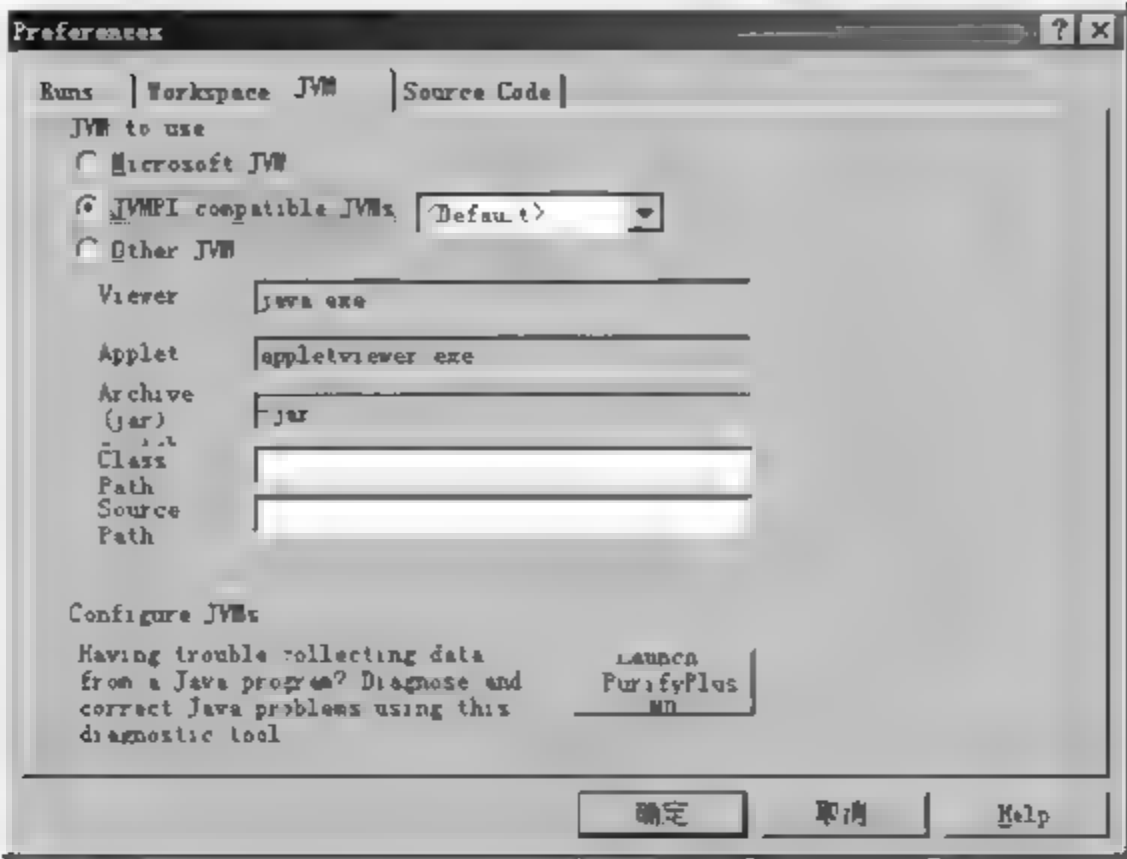 Preferences
Runs Workspace JVM Source Code
JVM to use
Microsoft JVM
JVMPI compatible JVMs <Default>
Other JVM
Viewer java exe
Applet appletviewer exe
Archive
(jar) -jar
Class
Path
Source
Path
Configure JVMs
Having trouble collecting data
from a Java program? Diagnose and
correct Java problems using this
diagnostic tool
Launch
PurifyPlus
确定 取消 Help